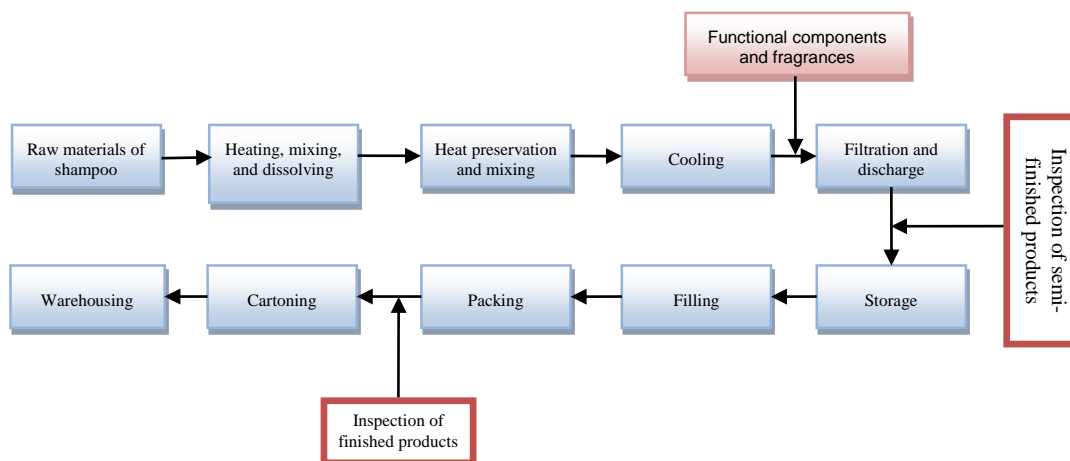 Functional components
and fragrances
Raw materials of
shampoo
Heating, mixing,
and dissolving
Heat preservation
and mixing
Cooling
Filtration and
discharge
Inspection of semi-
finished products
Warehousing
Cartoning
Packing
Filling
Storage
Inspection of
finished products